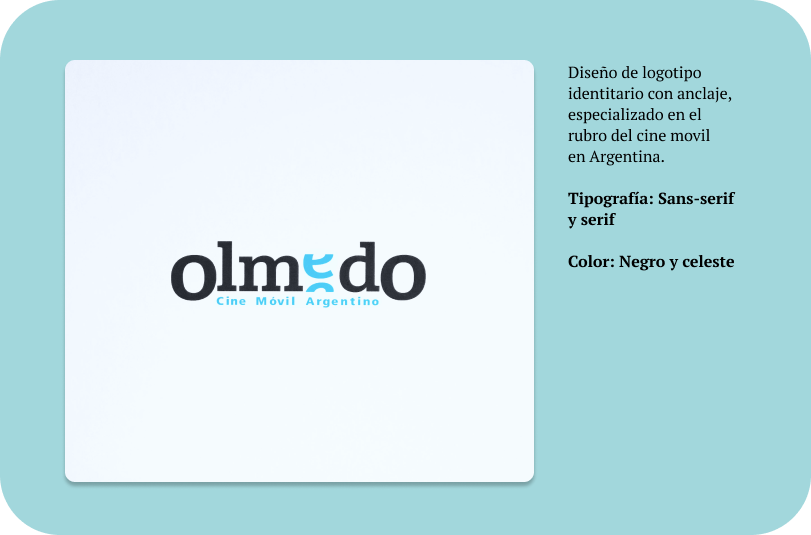 olmedo
Cine Móvil Argentino
Diseño de logotipo
identitario con anclaje,
especializado en el
rubro del cine movil
en Argentina.
Tipografía: Sans-serif
y serif
Color: Negro y celeste